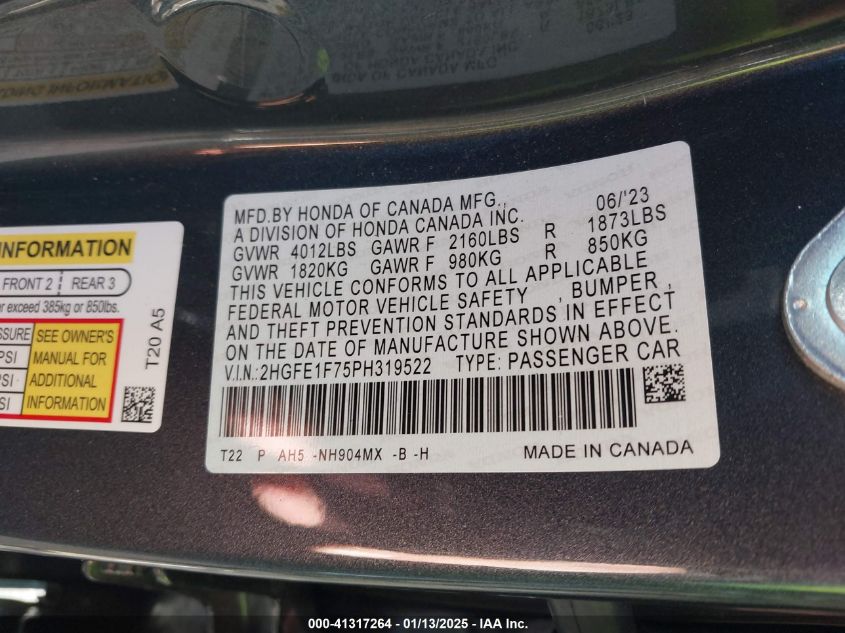 MFD.BY HONDA OF CANADA MFG., 06/'23
A DIVISION OF HONDA CANADA INC.
GVWR 4012LBS GAWR F 2160LBS R 1873LBS
GVWR 1820KG GAWR F 980KG R 850KG
THIS VEHICLE CONFORMS TO ALL APPLICABLE
FEDERAL MOTOR VEHICLE SAFETY , BUMPER,
AND THEFT PREVENTION STANDARDS IN EFFECT
ON THE DATE OF MANUFACTURE SHOWN ABOVE.
V.I.N.:2HGFE1F75PH319522 TYPE: PASSENGER CAR
T22 P AH5 -NH904MX -B -H MADE IN CANADA
INFORMATION
FRONT 2 REAR 3
exceed 385kg or 850lbs.
SEE OWNER'S
PSI MANUAL FOR
ADDITIONAL
INFORMATION
T20 A5
000-41317264 - 01/13/2025 - IAA Inc.